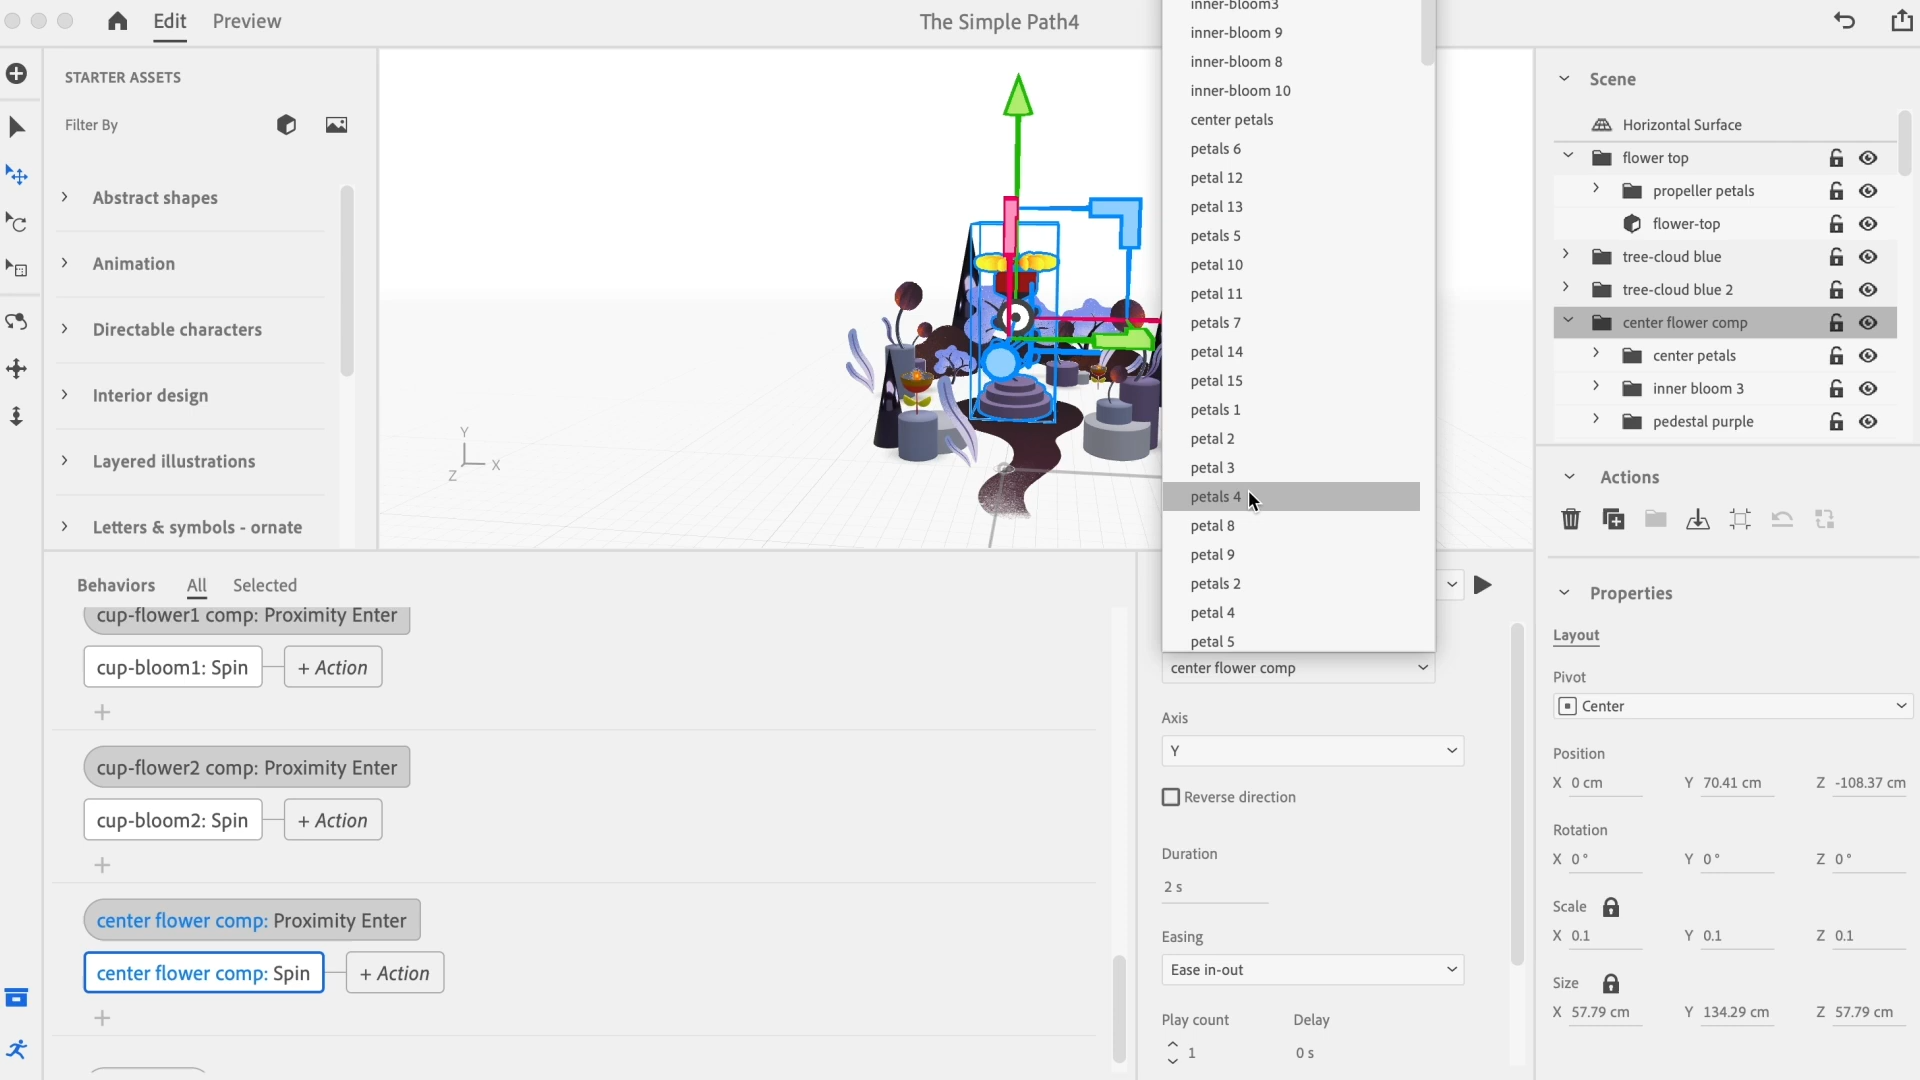 Edit
Preview
The Simple Path4
STARTER ASSETS
Filter By
Abstract shapes
Animation
Directable characters
Interior design
Layered illustrations
Letters & symbols - ornate
Y
Z
X
inner-bloom3
inner-bloom 9
inner-bloom 8
inner-bloom 10
center petals
petals 6
petal 12
petal 13
petals 5
petal 10
petal 11
petals 7
petal 14
petal 15
petals 1
petal 2
petal 3
petals 4
petal 8
petal 9
petals 2
petal 4
petal 5
center flower comp
Axis
Y
Reverse direction
Duration
2 s
Easing
Ease in-out
Play count
Delay
1
0 s
Behaviors
All
Selected
cup-flower1 comp: Proximity Enter
cup-bloom1: Spin
+ Action
+
cup-flower2 comp: Proximity Enter
cup-bloom2: Spin
+ Action
+
center flower comp: Proximity Enter
center flower comp: Spin
+ Action
+
Scene
Horizontal Surface
flower top
propeller petals
flower-top
tree-cloud blue
tree-cloud blue 2
center flower comp
center petals
inner bloom 3
pedestal purple
Actions
Properties
Layout
Pivot
Center
Position
X 0 cm Y 70.41 cm Z -108.37 cm
Rotation
X 0° Y 0° Z 0°
Scale
X 0.1 Y 0.1 Z 0.1
Size
X 57.79 cm Y 134.29 cm Z 57.79 cm